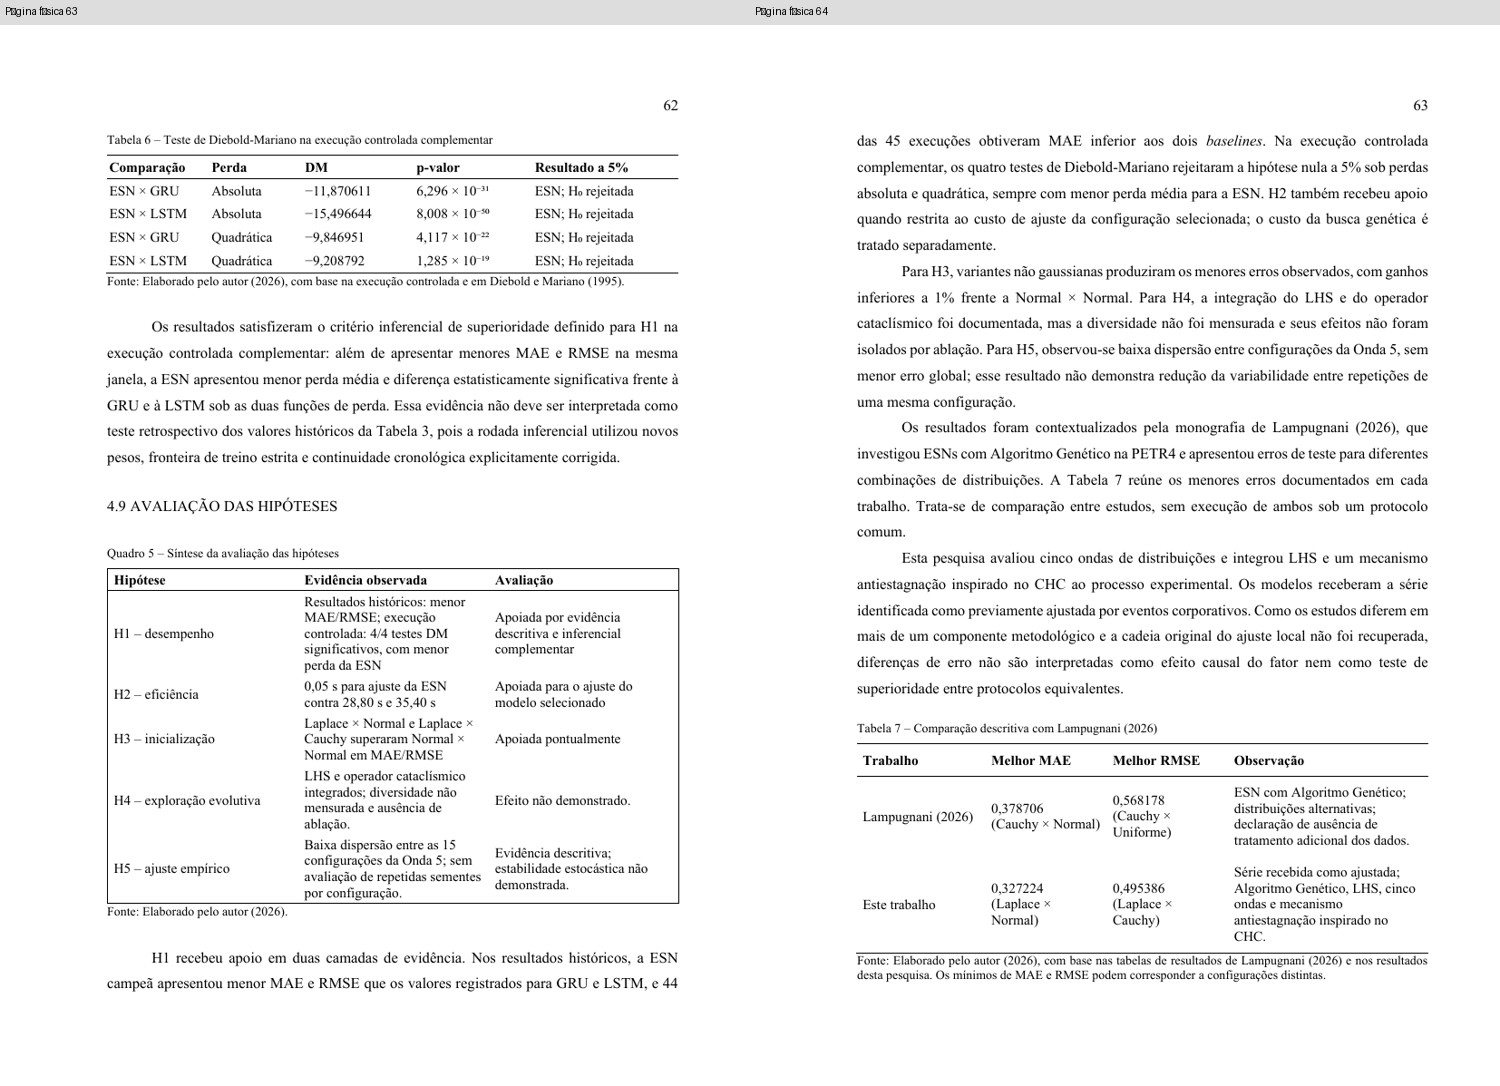 Página física 63
62
Tabela 6 – Teste de Diebold-Mariano na execução controlada complementar
Comparação Perda DM p-valor Resultado a 5%
ESN × GRU Absoluta −11,870611 6,296 × 10⁻³¹ ESN; H₀ rejeitada
ESN × LSTM Absoluta −15,496644 8,008 × 10⁻⁵⁰ ESN; H₀ rejeitada
ESN × GRU Quadrática −9,846951 4,117 × 10⁻²² ESN; H₀ rejeitada
ESN × LSTM Quadrática −9,208792 1,285 × 10⁻¹⁹ ESN; H₀ rejeitada
Fonte: Elaborado pelo autor (2026), com base na execução controlada e em Diebold e Mariano (1995).
Os resultados satisfizeram o critério inferencial de superioridade definido para H1 na
execução controlada complementar: além de apresentar menores MAE e RMSE na mesma
janela, a ESN apresentou menor perda média e diferença estatisticamente significativa frente à
GRU e à LSTM sob as duas funções de perda. Essa evidência não deve ser interpretada como
teste retrospectivo dos valores históricos da Tabela 3, pois a rodada inferencial utilizou novos
pesos, fronteira de treino estrita e continuidade cronológica explicitamente corrigida.
4.9 AVALIAÇÃO DAS HIPÓTESES
Quadro 5 – Síntese da avaliação das hipóteses
Hipótese Evidência observada Avaliação
H1 – desempenho
Resultados históricos: menor
MAE/RMSE; execução
controlada: 4/4 testes DM
significativos, com menor
perda da ESN
Apoiada por evidência
descritiva e inferencial
complementar
H2 – eficiência
0,05 s para ajuste da ESN
contra 28,80 s e 35,40 s
Apoiada para o ajuste do
modelo selecionado
H3 – inicialização
Laplace × Normal e Laplace ×
Cauchy superaram Normal ×
Normal em MAE/RMSE
Apoiada pontualmente
H4 – exploração evolutiva
LHS e operador cataclísmico
integrados; diversidade não
mensurada e ausência de
ablação.
Efeito não demonstrado.
H5 – ajuste empírico
Baixa dispersão entre as 15
configurações da Onda 5; sem
avaliação de repetidas sementes
por configuração.
Evidência descritiva;
estabilidade estocástica não
demonstrada.
Fonte: Elaborado pelo autor (2026).
H1 recebeu apoio em duas camadas de evidência. Nos resultados históricos, a ESN
campeã apresentou menor MAE e RMSE que os valores registrados para GRU e LSTM, e 44
Página física 64
63
das 45 execuções obtiveram MAE inferior aos dois baselines. Na execução controlada
complementar, os quatro testes de Diebold-Mariano rejeitaram a hipótese nula a 5% sob perdas
absoluta e quadrática, sempre com menor perda média para a ESN. H2 também recebeu apoio
quando restrita ao custo de ajuste da configuração selecionada; o custo da busca genética é
tratado separadamente.
Para H3, variantes não gaussianas produziram os menores erros observados, com ganhos
inferiores a 1% frente a Normal × Normal. Para H4, a integração do LHS e do operador
cataclísmico foi documentada, mas a diversidade não foi mensurada e seus efeitos não foram
isolados por ablação. Para H5, observou-se baixa dispersão entre configurações da Onda 5, sem
menor erro global; esse resultado não demonstra redução da variabilidade entre repetições de
uma mesma configuração.
Os resultados foram contextualizados pela monografia de Lampugnani (2026), que
investigou ESNs com Algoritmo Genético na PETR4 e apresentou erros de teste para diferentes
combinações de distribuições. A Tabela 7 reúne os menores erros documentados em cada
trabalho. Trata-se de comparação entre estudos, sem execução de ambos sob um protocolo
comum.
Esta pesquisa avaliou cinco ondas de distribuições e integrou LHS e um mecanismo
antiestagnação inspirado no CHC ao processo experimental. Os modelos receberam a série
identificada como previamente ajustada por eventos corporativos. Como os estudos diferem em
mais de um componente metodológico e a cadeia original do ajuste local não foi recuperada,
diferenças de erro não são interpretadas como efeito causal do fator nem como teste de
superioridade entre protocolos equivalentes.
Tabela 7 – Comparação descritiva com Lampugnani (2026)
Trabalho Melhor MAE Melhor RMSE Observação
Lampugnani (2026)
0,378706
(Cauchy × Normal)
0,568178
(Cauchy ×
Uniforme)
ESN com Algoritmo Genético;
distribuições alternativas;
declaração de ausência de
tratamento adicional dos dados.
Este trabalho
0,327224
(Laplace ×
Normal)
0,495386
(Laplace ×
Cauchy)
Série recebida como ajustada;
Algoritmo Genético, LHS, cinco
ondas e mecanismo
antiestagnação inspirado no
CHC.
Fonte: Elaborado pelo autor (2026), com base nas tabelas de resultados de Lampugnani (2026) e nos resultados
desta pesquisa. Os mínimos de MAE e RMSE podem corresponder a configurações distintas.